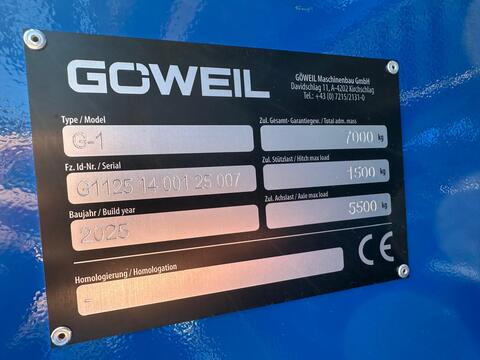 GÖWEIL
GÖWEIL Maschinenbau GmbH
Davidschlag 11, A-4202 Kirchschlag
Tel.: +43 (0) 7215/2131-0
Type / Model
G-1
Zul. Gesamt- Garantiegew. / Total adm. mass
7000 kg
Fz. Id-Nr. / Serial
G1125 14 001 25 007
Zul. Stützlast / Hitch max load
1500 kg
Baujahr / Build year
2025
Zul. Achslast / Axle max load
5500 kg
Homologierung / Homologation
-
CE